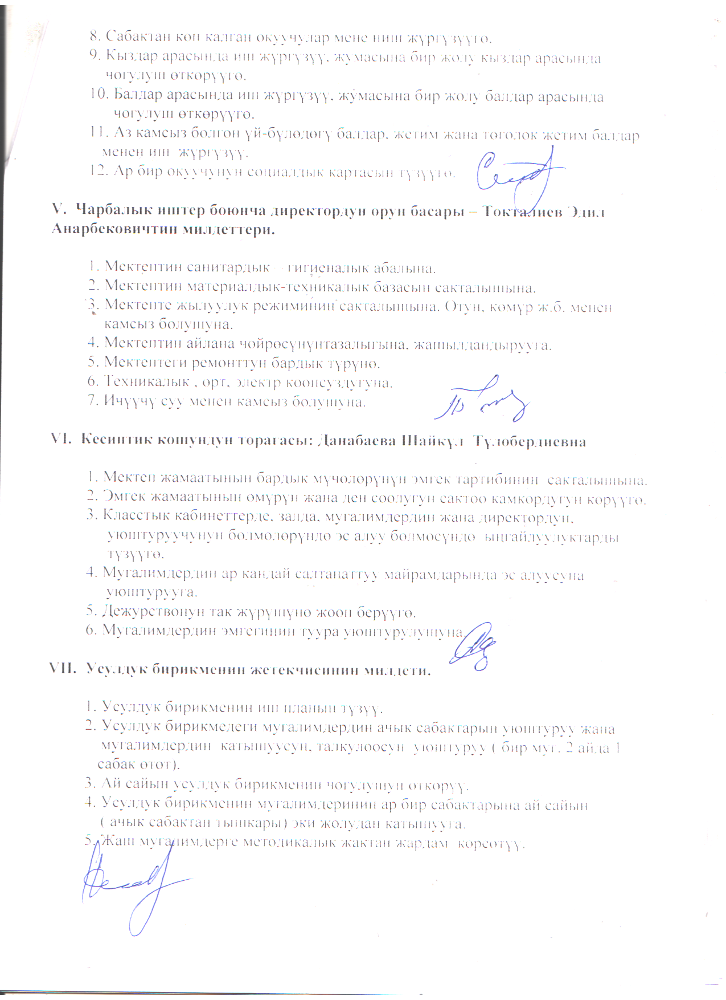 8. Сабактан коп калган окуучулар мене ниш жүргүзүүгө.
9. Кыздар арасында иш жүргүзүү, жумасына бир жолу кыздар арасында
чогулуш өткөрүүгө.
10. Балдар арасында иш жүргүзүү, жумасына бир жолу балдар арасында
чогулуш өткөрүүгө.
11. Аз камсыз болгон үй-бүлөдөгү балдар, жетим жана тоголок жетим балдар
менен иш жүргүзүү.
12. Ар бир окуучунун социалдык картасын түзүүгө.
V. Чарбалык иштер боюнча директордун орун басары – Токталиев Эдил
Анарбековичтин милдеттери.
1. Мектептин санитардык – гигиеналык абалына.
2. Мектептин материалдык-техникалык базасын сакталышына.
3. Мектепте жылуулук режиминин сакталышына. Отун, көмүр ж.б. менен
камсыз болушуна.
4. Мектептин айлана чөйрөсүнүнтазалыгына, жашылдандырууга.
5. Мектептеги ремонттун бардык түрүнө.
6. Техникалык , өрт, электр коопсуздугуна.
7. Ичүүчү суу менен камсыз болушуна.
VI. Кесиптик кошундун төрагасы: Данабаева Шайкүл Түлөбердиевна
1. Мектеп жамаатынын бардык мүчөлөрүнүн эмгек тартибинин сакталышына.
2. Эмгек жамаатынын өмүрүн жана ден соолугун сактоо камкордугун көрүүгө.
3. Класстык кабинеттерде, залда, мугалимдердин жана директордун,
уюштуруучунун бөлмөлөрүндө эс алуу бөлмөсүндө ыңгайлуулуктарды
түзүүгө.
4. Мугалимдердин ар кандай салтанаттуу майрамдарында эс алуусуна
уюштурууга.
5. Дежурствонун так жүрүшүнө жооп берүүгө.
6. Мугалимдердин эмгегинин туура уюштурулушуна.
VII. Усулдук бирикменин жетекчисинин милдети.
1. Усулдук бирикменин иш планын түзүү.
2. Усулдук бирикмедеги мугалимдердин ачык сабактарын уюштуруу жана
мугалимдердин катышуусун, талкулоосун уюштуруу ( бир муг. 2 айда 1
сабак өтөт).
3. Ай сайын усулдук бирикменин чогулушун өткөрүү.
4. Усулдук бирикменин мугалимдеринин ар бир сабактарына ай сайын
( ачык сабактан тышкары) эки жолудан катышууга.
5. Жаш мугалимдерге методикалык жактан жардам көрсөтүү.